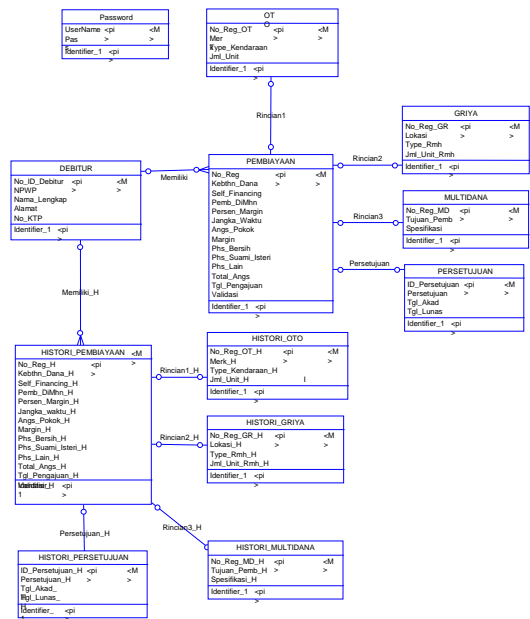 Password
UserName <pi <M
Pas > >
s
Identifier_1 <pi
>
OT
O
No_Reg_OT <pi <M
Mer > >
k
Type_Kendaraan
Jml_Unit
Identifier_1 <pi
>
Rincian1
GRIYA
No_Reg_GR <pi <M
Lokasi > >
Type_Rmh
Jml_Unit_Rmh
Identifier_1 <pi
>
Rincian2
DEBITUR
No_ID_Debitur <pi <M
NPWP > >
Nama_Lengkap
Alamat
No_KTP
Identifier_1 <pi
>
Memiliki
PEMBIAYAAN
No_Reg <pi <M
Kebthn_Dana > >
Self_Financing
Pemb_DiMhn
Persen_Margin
Jangka_Waktu
Angs_Pokok
Margin
Phs_Bersih
Phs_Suami_Isteri
Phs_Lain
Total_Angs
Tgl_Pengajuan
Validasi
Identifier_1 <pi
>
MULTIDANA
No_Reg_MD <pi <M
Tujuan_Pemb > >
Spesifikasi
Identifier_1 <pi
>
Rincian3
Persetujuan
PERSETUJUAN
ID_Persetujuan <pi <M
Persetujuan > >
Tgl_Akad
Tgl_Lunas
Identifier_1 <pi
>
Memiliki_H
HISTORI_PEMBIAYAAN <M
No_Reg_H <pi >
Kebthn_Dana_H >
Self_Financing_H
Pemb_DiMhn_H
Persen_Margin_H
Jangka_waktu_H
Angs_Pokok_H
Margin_H
Phs_Bersih_H
Phs_Suami_Isteri_H
Phs_Lain_H
Total_Angs_H
Tgl_Pengajuan_H
<pi
1 >
Rincian1_H
HISTORI_OTO
No_Reg_OT_H <pi <M
Merk_H > >
Type_Kendaraan_H
Jml_Unit_H I
Identifier_1 <pi
>
Rincian2_H
HISTORI_GRIYA
No_Reg_GR_H <pi <M
Lokasi_H > >
Type_Rmh_H
Jml_Unit_Rmh_H
Identifier_1 <pi
>
Persetujuan_H
Rincian3_H
HISTORI_PERSETUJUAN
ID_Persetujuan_H <pi <M
Persetujuan_H > >
Tgl_Akad_
H
Tgl_Lunas_
H
Identifier_ <pi
1 >
HISTORI_MULTIDANA
No_Reg_MD_H <pi <M
Tujuan_Pemb_H > >
Spesifikasi_H
Identifier_1 <pi
>